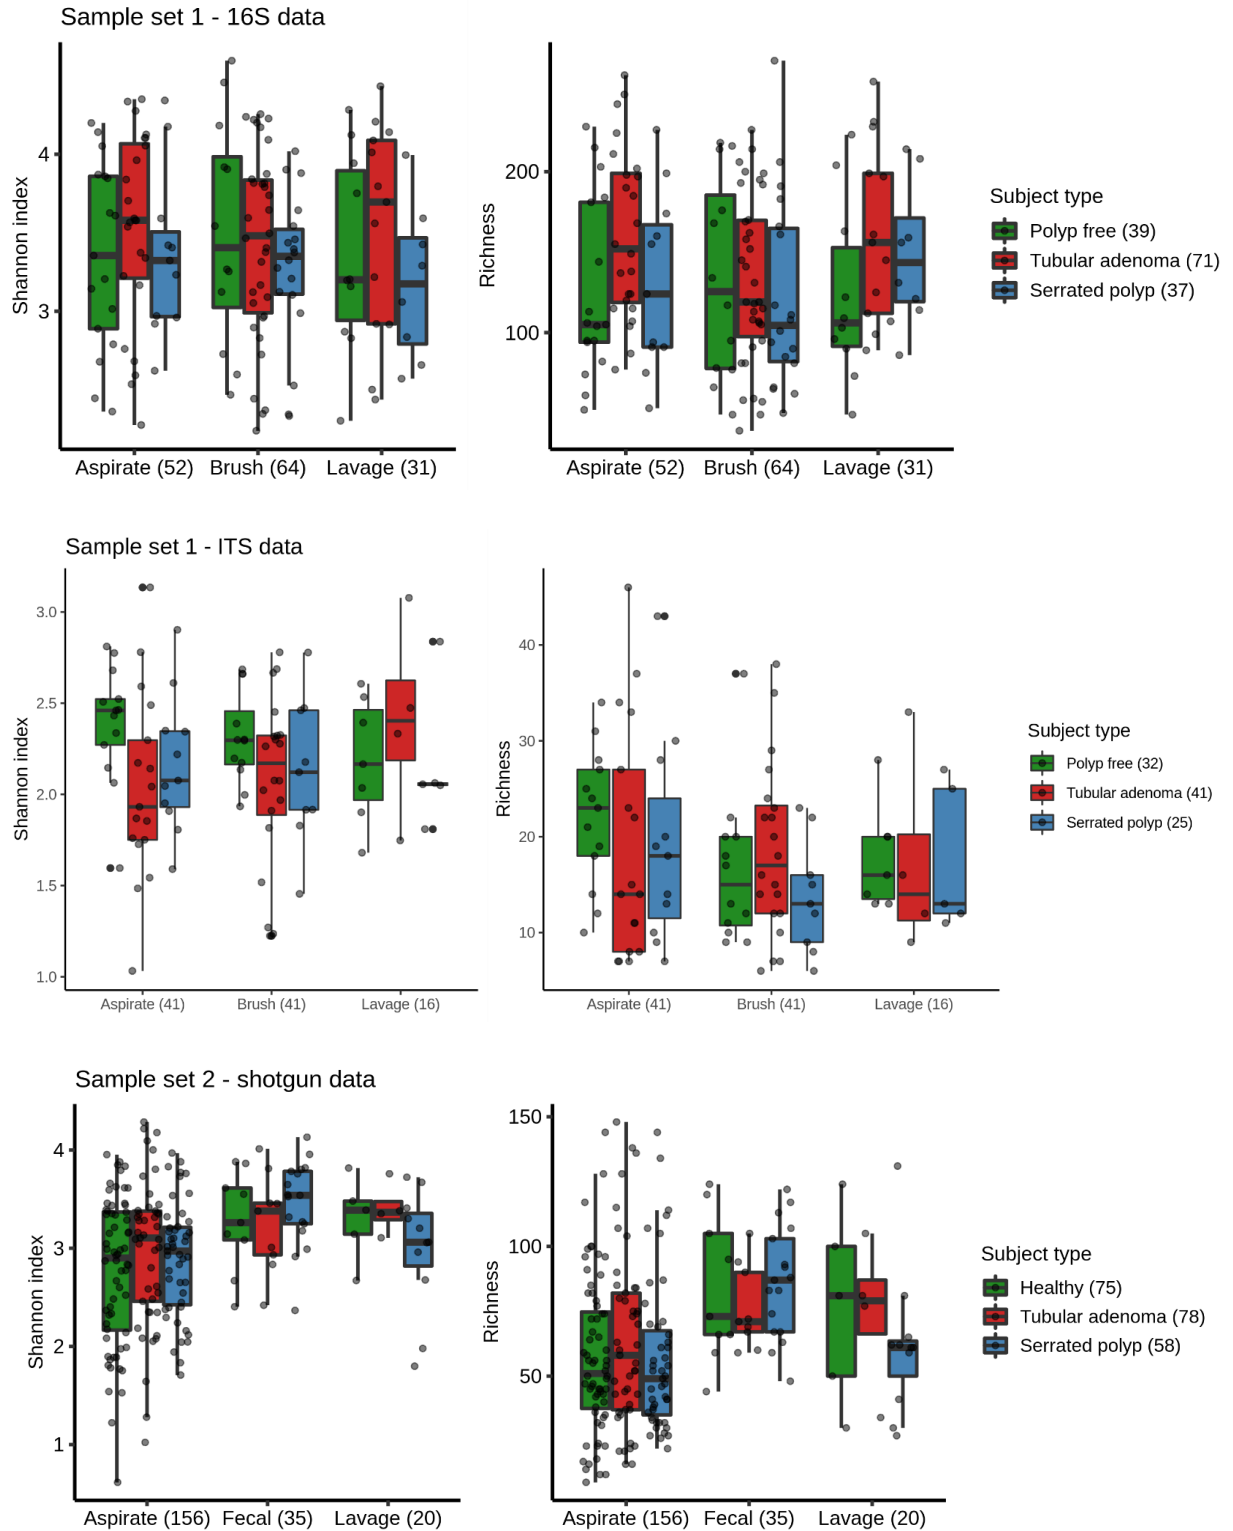 Sample set 1 - 16S data
Shannon index
4
3
Aspirate (52) Brush (64) Lavage (31)
Richness
200
100
Aspirate (52) Brush (64) Lavage (31)
Subject type
Polyp free (39)
Tubular adenoma (71)
Serrated polyp (37)
Sample set 1 - ITS data
Shannon index
3.0
2.5
2.0
1.5
1.0
Aspirate (41) Brush (41) Lavage (16)
Richness
40
30
20
10
Aspirate (41) Brush (41) Lavage (16)
Subject type
Polyp free (32)
Tubular adenoma (41)
Serrated polyp (25)
Sample set 2 - shotgun data
Shannon index
4
3
2
1
Aspirate (156) Fecal (35) Lavage (20)
Richness
150
100
50
Aspirate (156) Fecal (35) Lavage (20)
Subject type
Healthy (75)
Tubular adenoma (78)
Serrated polyp (58)